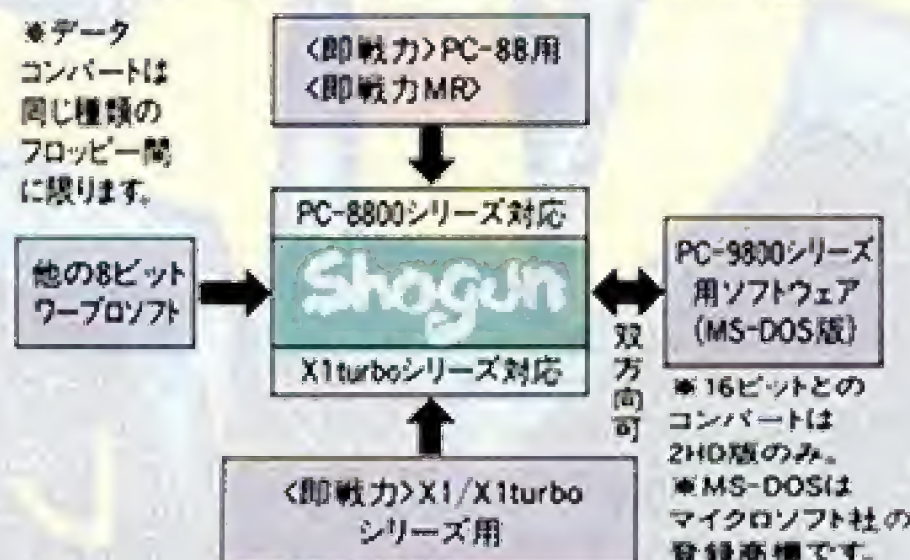 ※データ
コンバートは
同じ種類の
フロッピー間
に限ります。
<即戦力>PC-88用
<即戦力MR>
PC-8800シリーズ対応
Shogun
X1turboシリーズ対応
他の8ビット
ワープロソフト
双方向可
PC-9800シリーズ
用ソフトウェア
(MS-DOS版)
※16ビットとの
コンバートは
2HD版のみ。
※MS-DOSは
マイクロソフト社の
登録商標です。
<即戦力>X1/X1turbo
シリーズ用